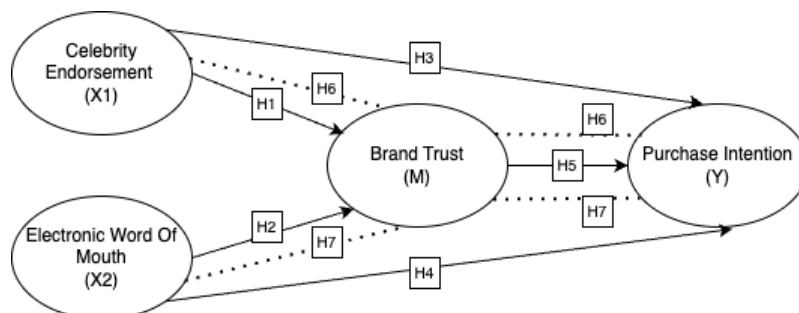 Celebrity
Endorsement
(X1)
H3
H6
H1
H6
Brand Trust
(M)
H5
Purchase Intention
(Y)
H2
H7
H7
Electronic Word Of
Mouth
(X2)
H4